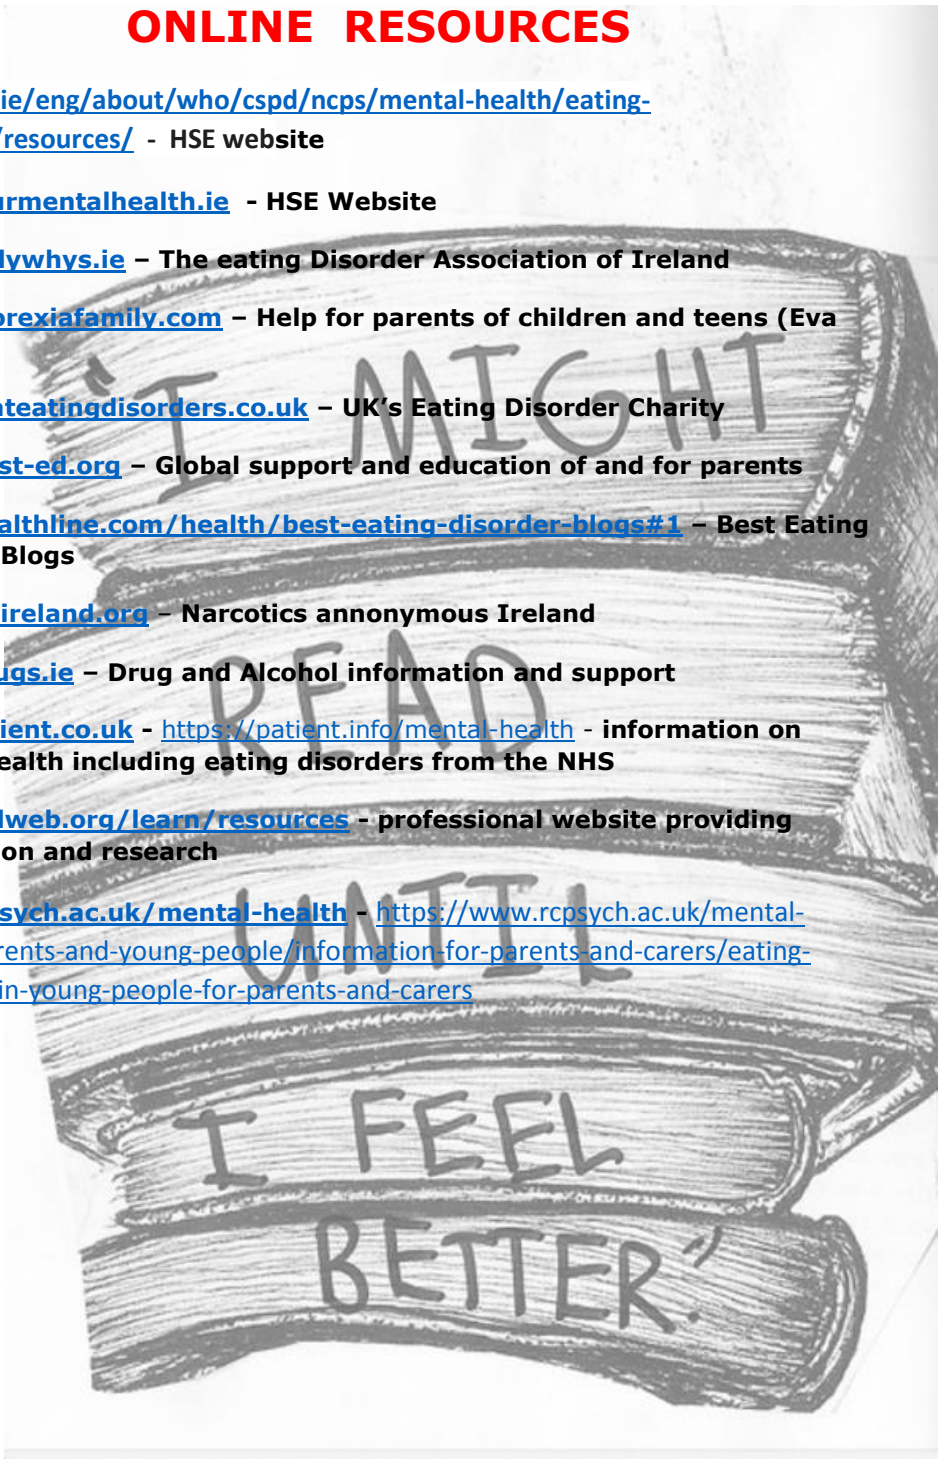 ONLINE RESOURCES
ie/eng/about/who/cspd/ncps/mental-health/eating-
/resources/ - HSE website
urmentalhealth.ie - HSE Website
lywhys.ie – The eating Disorder Association of Ireland
orexiafamily.com – Help for parents of children and teens (Eva
ateatingdisorders.co.uk – UK’s Eating Disorder Charity
st-ed.org – Global support and education of and for parents
althline.com/health/best-eating-disorder-blogs#1 – Best Eating
Blogs
ireland.org – Narcotics annonymous Ireland
ugs.ie – Drug and Alcohol information and support
ient.co.uk - https://patient.info/mental-health - information on
ealth including eating disorders from the NHS
dweb.org/learn/resources - professional website providing
on and research
sych.ac.uk/mental-health - https://www.rcpsych.ac.uk/mental-
rents-and-young-people/information-for-parents-and-carers/eating-
in-young-people-for-parents-and-carers
"I MIGHT
READ
UNTIL
I FEEL
BETTER."